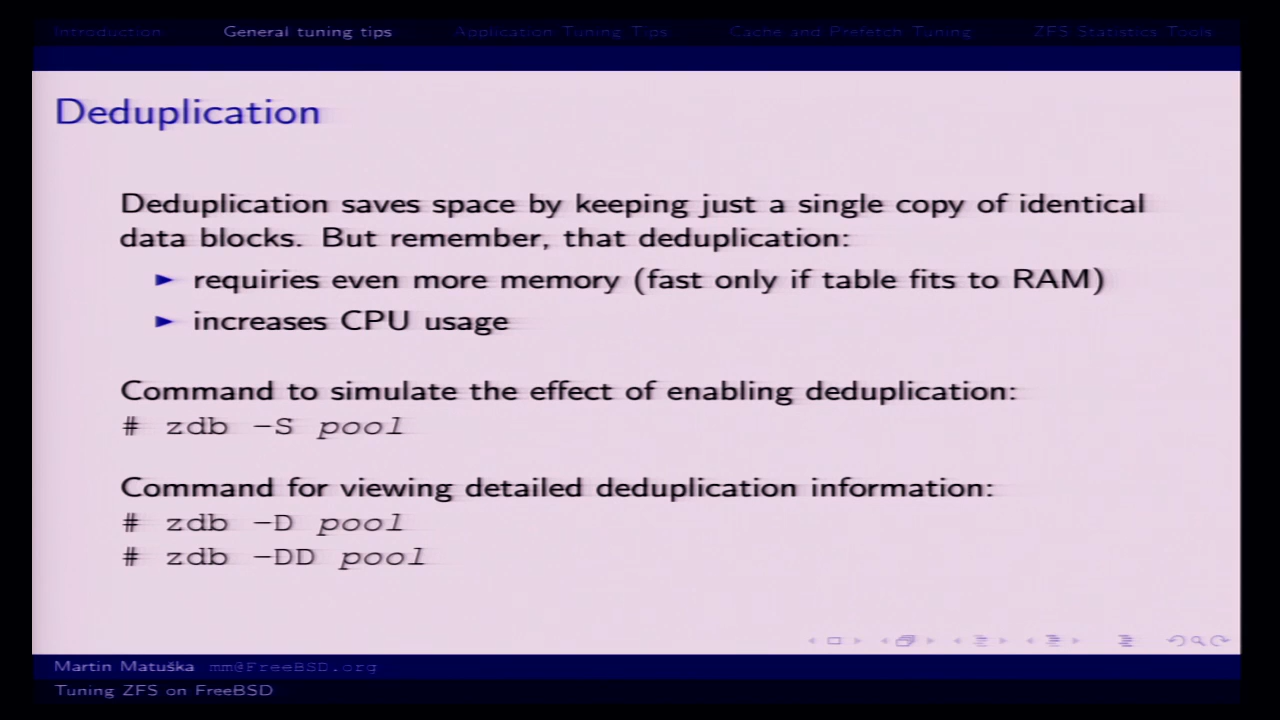 Introduction General tuning tips Application Tuning Tips Cache and Prefetch Tuning ZFS Statistics Tools
Deduplication
Deduplication saves space by keeping just a single copy of identical
data blocks. But remember, that deduplication:
requiries even more memory (fast only if table fits to RAM)
increases CPU usage
Command to simulate the effect of enabling deduplication:
# zdb -S pool
Command for viewing detailed deduplication information:
# zdb -D pool
# zdb -DD pool
Martin Matuška mm@FreeBSD.org
Tuning ZFS on FreeBSD